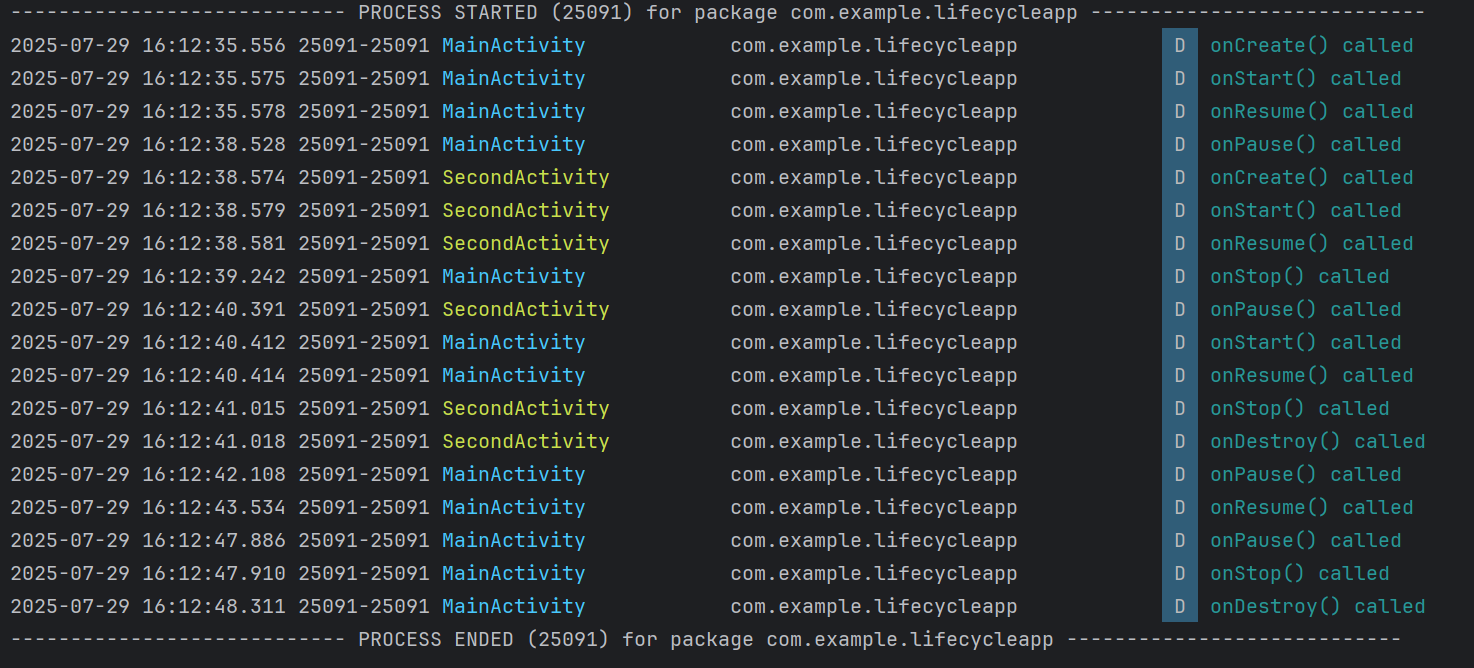 ---------------------------- PROCESS STARTED (25091) for package com.example.lifecycleapp ----------------------------
2025-07-29 16:12:35.556 25091-25091 MainActivity            com.example.lifecycleapp            D  onCreate() called
2025-07-29 16:12:35.575 25091-25091 MainActivity            com.example.lifecycleapp            D  onStart() called
2025-07-29 16:12:35.578 25091-25091 MainActivity            com.example.lifecycleapp            D  onResume() called
2025-07-29 16:12:38.528 25091-25091 MainActivity            com.example.lifecycleapp            D  onPause() called
2025-07-29 16:12:38.574 25091-25091 SecondActivity          com.example.lifecycleapp            D  onCreate() called
2025-07-29 16:12:38.579 25091-25091 SecondActivity          com.example.lifecycleapp            D  onStart() called
2025-07-29 16:12:38.581 25091-25091 SecondActivity          com.example.lifecycleapp            D  onResume() called
2025-07-29 16:12:39.242 25091-25091 MainActivity            com.example.lifecycleapp            D  onStop() called
2025-07-29 16:12:40.391 25091-25091 SecondActivity          com.example.lifecycleapp            D  onPause() called
2025-07-29 16:12:40.412 25091-25091 MainActivity            com.example.lifecycleapp            D  onStart() called
2025-07-29 16:12:40.414 25091-25091 MainActivity            com.example.lifecycleapp            D  onResume() called
2025-07-29 16:12:41.015 25091-25091 SecondActivity          com.example.lifecycleapp            D  onStop() called
2025-07-29 16:12:41.018 25091-25091 SecondActivity          com.example.lifecycleapp            D  onDestroy() called
2025-07-29 16:12:42.108 25091-25091 MainActivity            com.example.lifecycleapp            D  onPause() called
2025-07-29 16:12:43.534 25091-25091 MainActivity            com.example.lifecycleapp            D  onResume() called
2025-07-29 16:12:47.886 25091-25091 MainActivity            com.example.lifecycleapp            D  onPause() called
2025-07-29 16:12:47.910 25091-25091 MainActivity            com.example.lifecycleapp            D  onStop() called
2025-07-29 16:12:48.311 25091-25091 MainActivity            com.example.lifecycleapp            D  onDestroy() called
---------------------------- PROCESS ENDED (25091) for package com.example.lifecycleapp ----------------------------